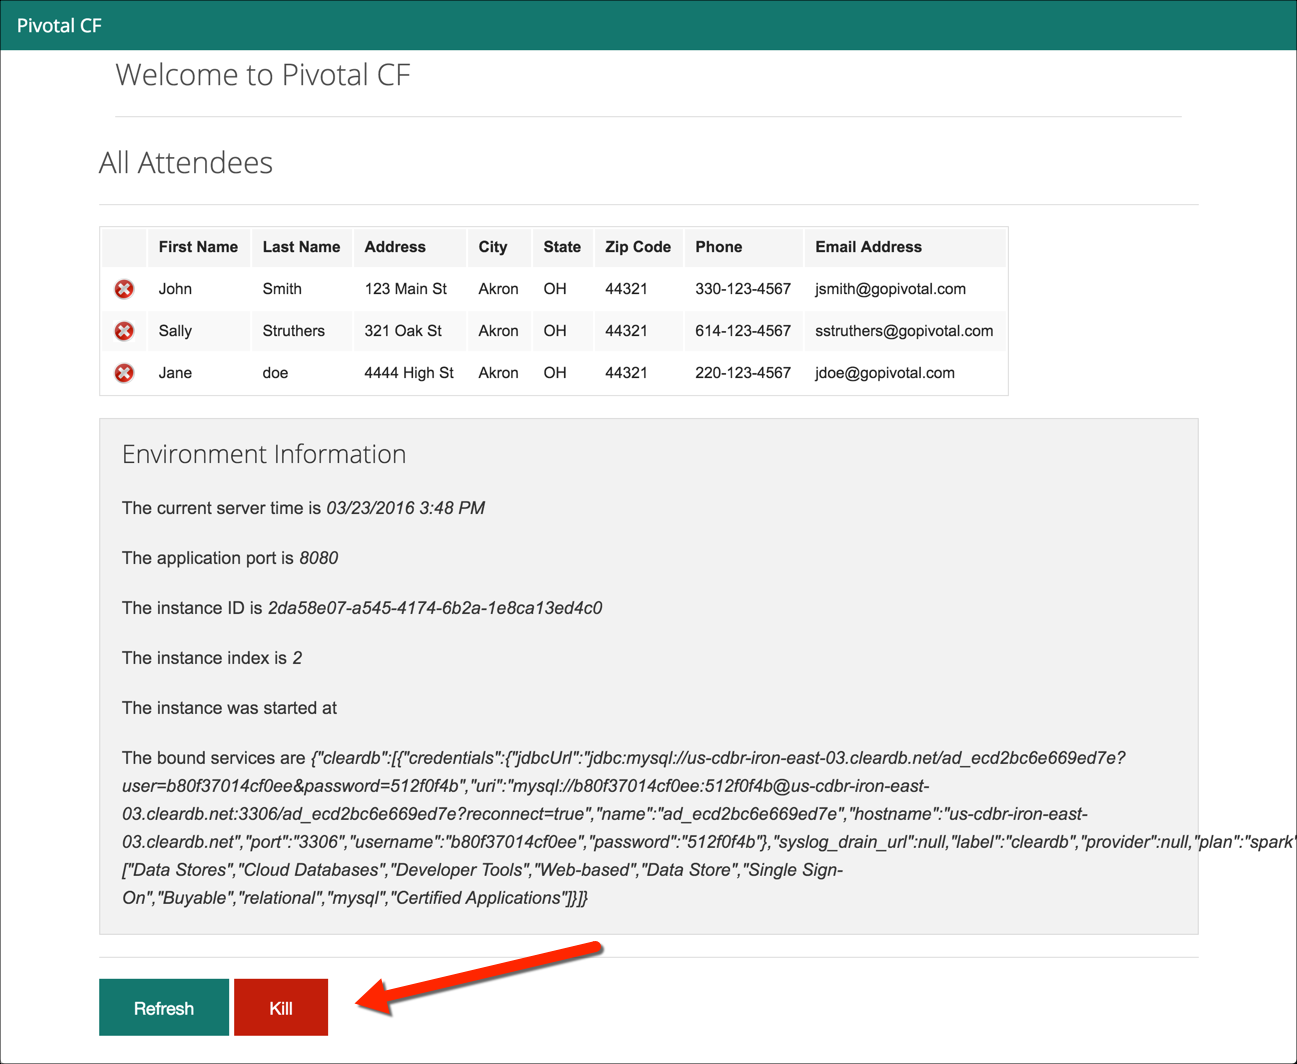 Pivotal CF
Welcome to Pivotal CF
All Attendees
First Name Last Name Address City State Zip Code Phone Email Address
John Smith 123 Main St Akron OH 44321 330-123-4567 jsmith@gopivotal.com
Sally Struthers 321 Oak St Akron OH 44321 614-123-4567 sstruthers@gopivotal.com
Jane doe 4444 High St Akron OH 44321 220-123-4567 jdoe@gopivotal.com
Environment Information
The current server time is 03/23/2016 3:48 PM
The application port is 8080
The instance ID is 2da58e07-a545-4174-6b2a-1e8ca13ed4c0
The instance index is 2
The instance was started at
The bound services are {"cleardb":[{"credentials":{"jdbcUrl":"jdbc:mysql://us-cdbr-iron-east-03.cleardb.net/ad_ecd2bc6e669ed7e?
user=b80f37014cf0ee&password=512f0f4b","uri":"mysql://b80f37014cf0ee:512f0f4b@us-cdbr-iron-east-
03.cleardb.net:3306/ad_ecd2bc6e669ed7e?reconnect=true","name":"ad_ecd2bc6e669ed7e","hostname":"us-cdbr-iron-east-
03.cleardb.net","port":"3306","username":"b80f37014cf0ee","password":"512f0f4b"},"syslog_drain_url":null,"label":"cleardb","provider":null,"plan":"spark"
["Data Stores","Cloud Databases","Developer Tools","Web-based","Data Store","Single Sign-
On","Buyable","relational","mysql","Certified Applications"]}]}
Refresh Kill